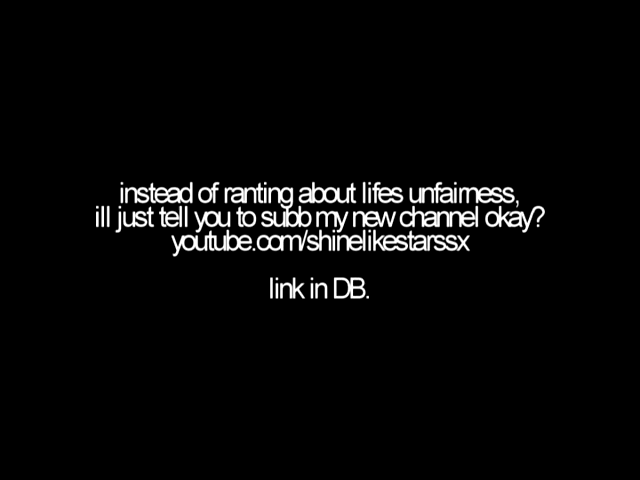 instead of ranting about lifes unfairness,
ill just tell you to subb my new channel okay?
youtube.com/shinelikestarssx
link in DB.